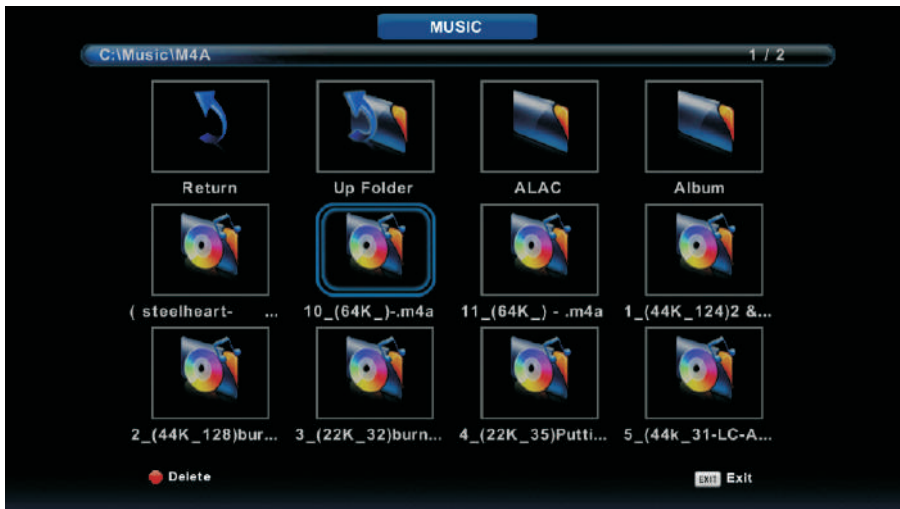 MUSIC
C:\Music\M4A 1 / 2
Return Up Folder ALAC Album
( steelheart- ... 10_(64K_)-.m4a 11_(64K_) - .m4a 1_(44K_124)2 &...
2_(44K_128)bur... 3_(22K_32)burn... 4_(22K_35)Putti... 5_(44k_31-LC-A...
Delete EXIT Exit